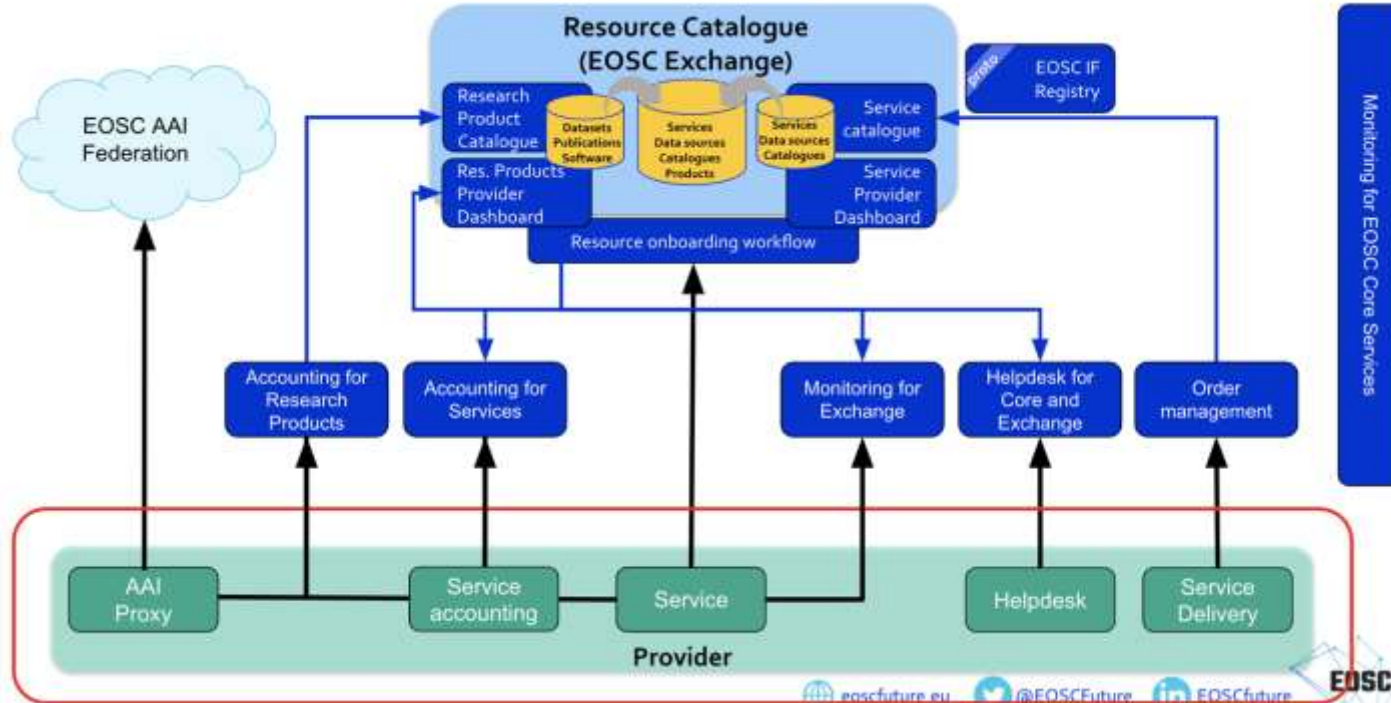 Resource Catalogue
(EOSC Exchange)
proto
EOSC IF
Registry
Monitoring for EOSC Core Services
EOSC AAI
Federation
Research
Product
Catalogue
Datasets
Publications
Software
Services
Data sources
Catalogues
Products
Services
Data sources
Catalogues
Service
catalogue
Res. Products
Provider
Dashboard
Service
Provider
Dashboard
Resource onboarding workflow
Accounting for
Research
Products
Accounting for
Services
Monitoring for
Exchange
Helpdesk for
Core and
Exchange
Order
management
AAI
Proxy
Service
accounting
Service
Helpdesk
Service
Delivery
Provider
eoscfuture.eu
@EOSCFuture
EOSCfuture
EOSC